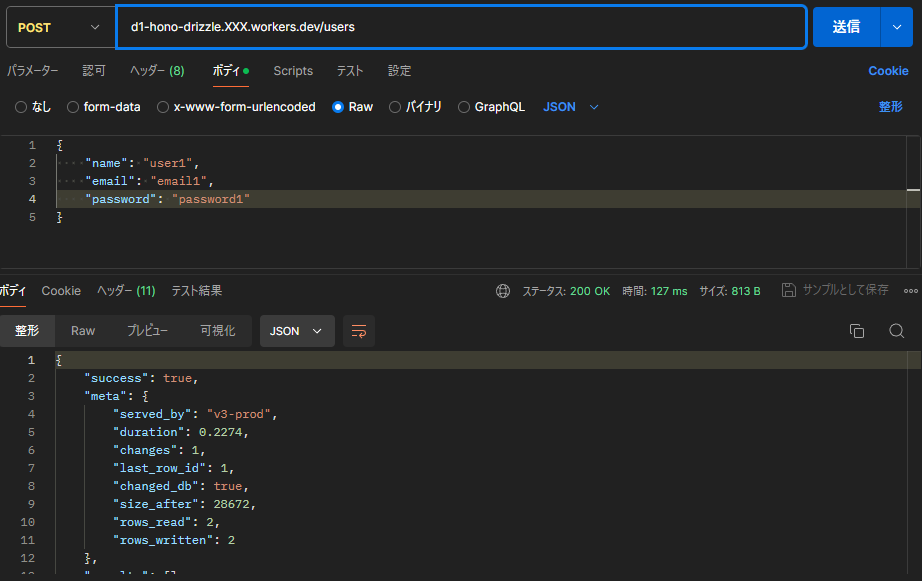 POST d1-hono-drizzle.XXX.workers.dev/users 送信
パラメーター 認可 ヘッダー (8) ボディ Scripts テスト 設定 Cookie
なし form-data x-www-form-urlencoded Raw バイナリ GraphQL JSON 整形
1 {
2 "name": "user1",
3 "email": "email1",
4 "password": "password1"
5 }
ボディ Cookie ヘッダー (11) テスト結果 ステータス: 200 OK 時間: 127 ms サイズ: 813 B サンプルとして保存
整形 Raw プレビュー 可視化 JSON
1 {
2 "success": true,
3 "meta": {
4 "served_by": "v3-prod",
5 "duration": 0.2274,
6 "changes": 1,
7 "last_row_id": 1,
8 "changed_db": true,
9 "size_after": 28672,
10 "rows_read": 2,
11 "rows_written": 2
12 },